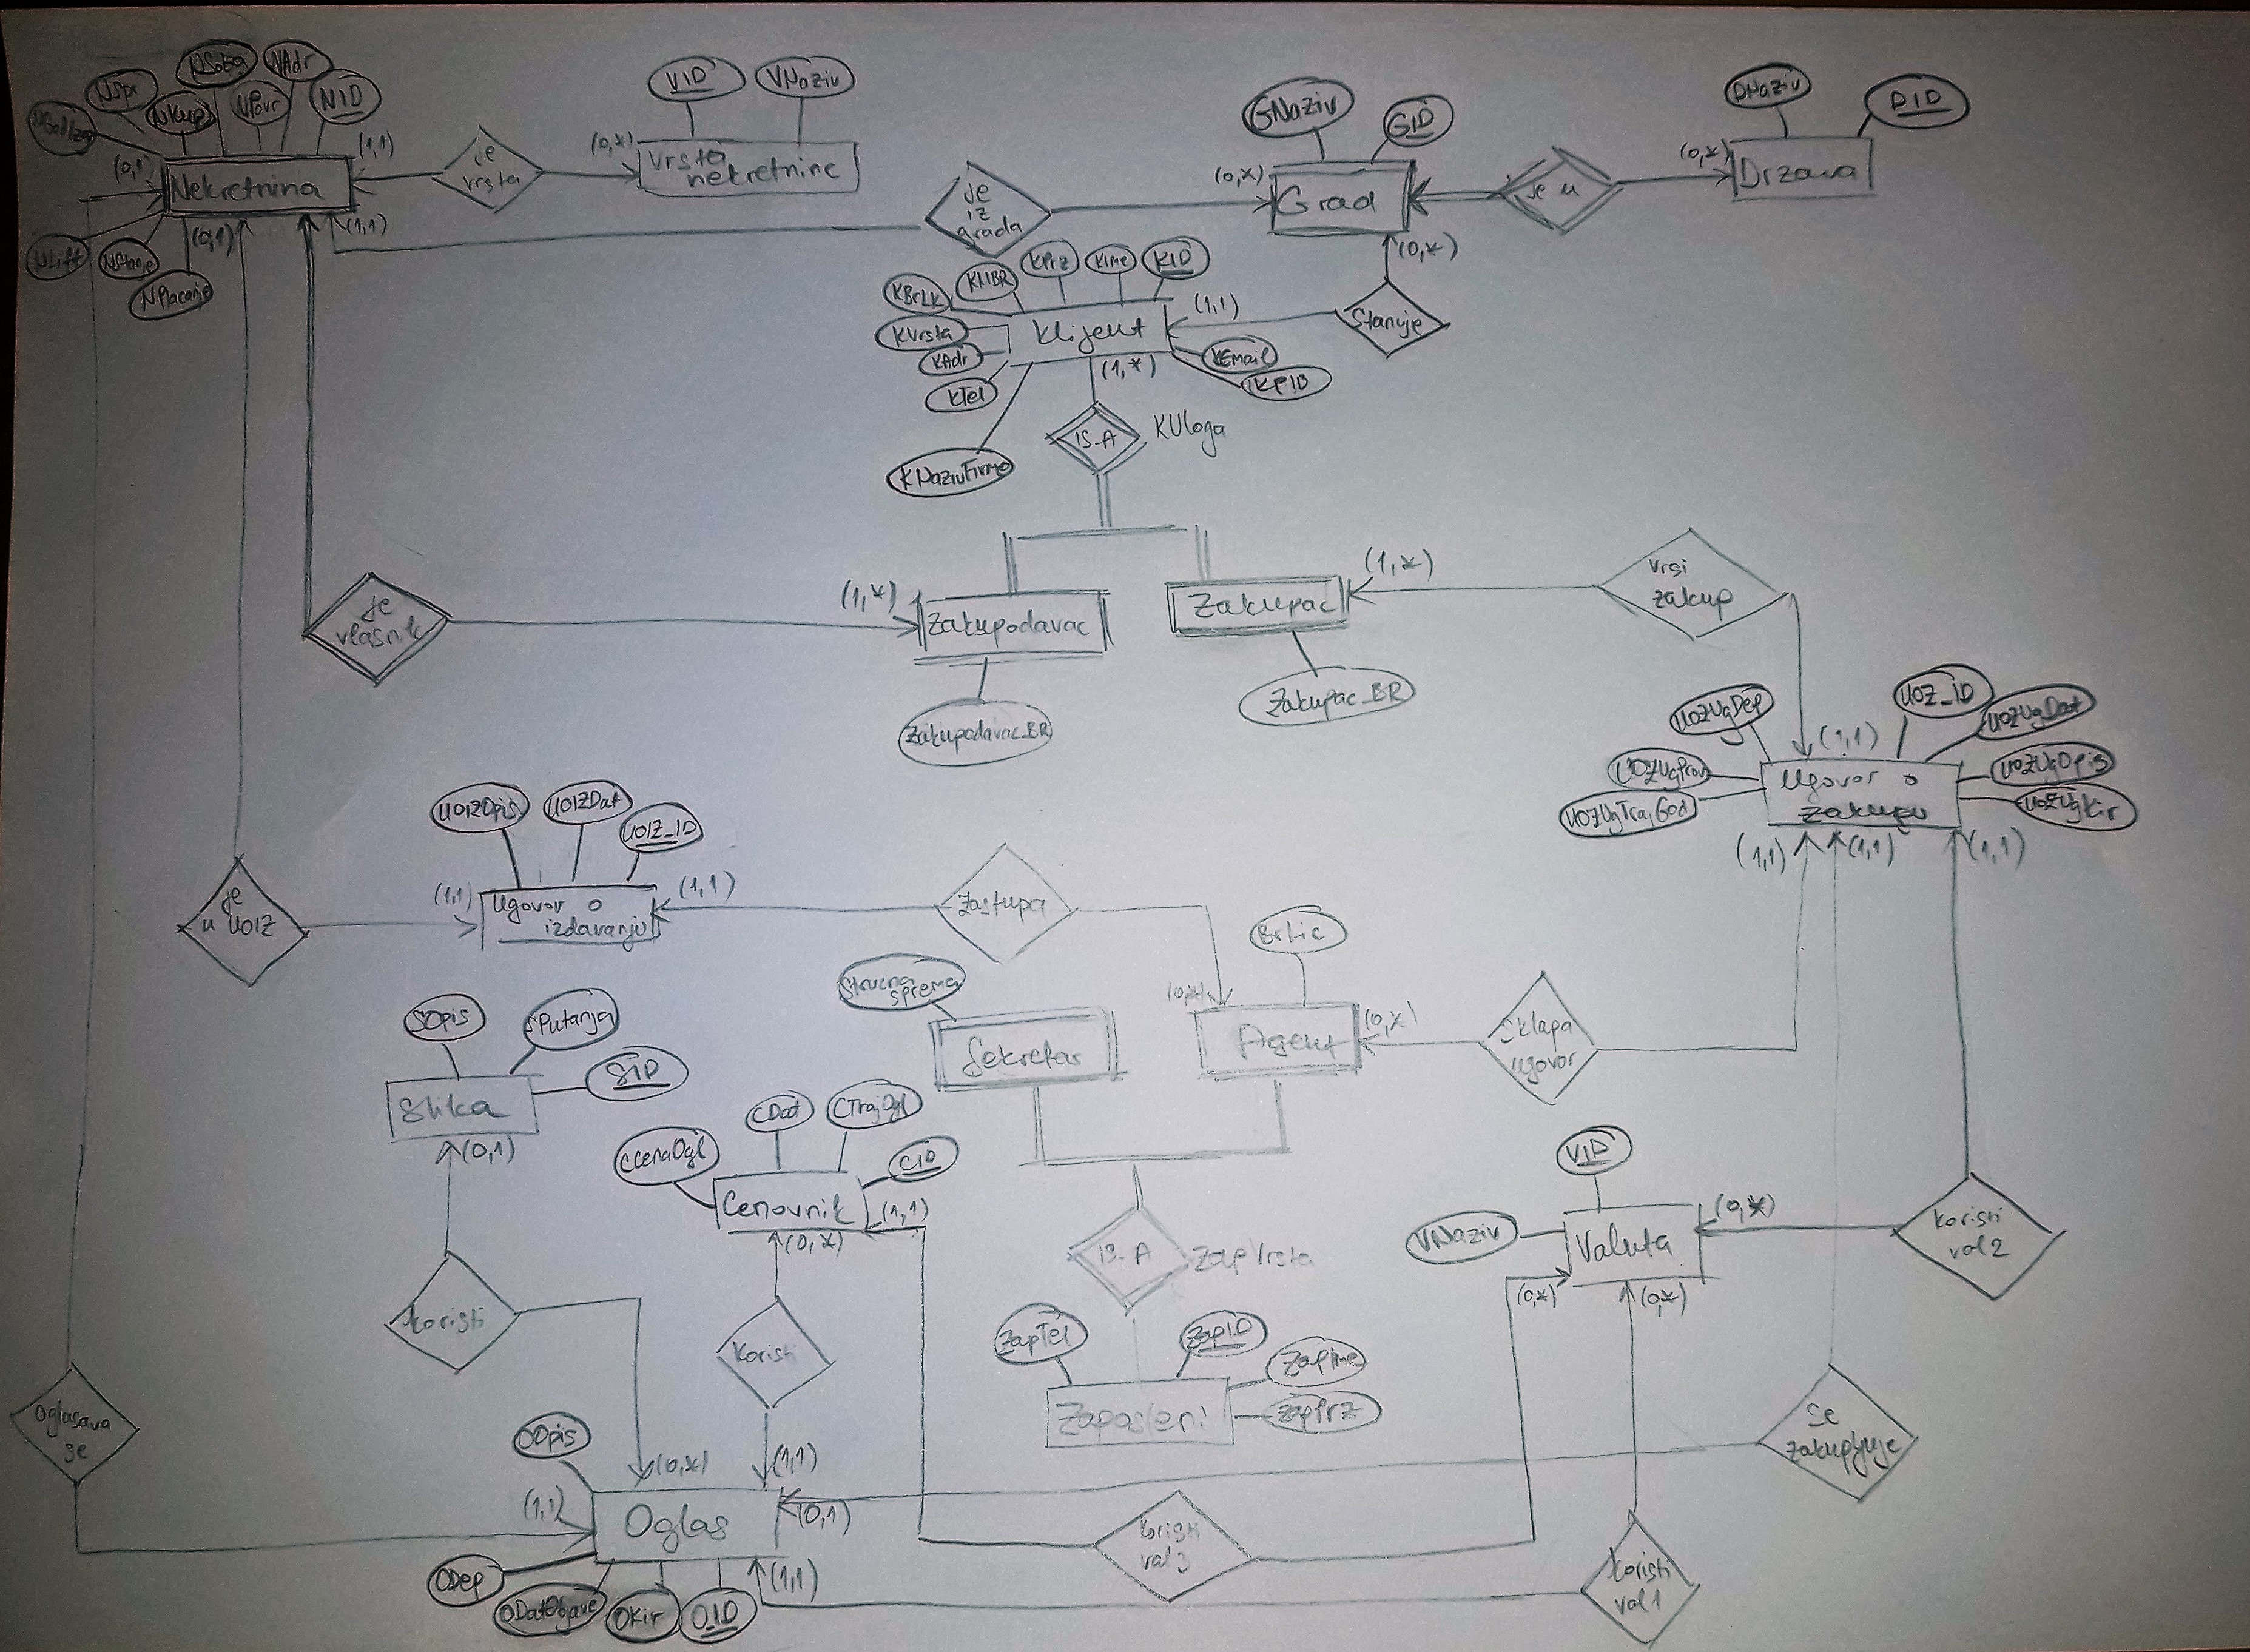 NSpr
NSoba
NAdr
NKup
NPovr
NID
(0,1)
Nekretnina
(1,1)
(0,1)
(1,1)
NLift
NStanje
NPlacanje
je
vrsta
VID
VNaziv
(0,*)
Vrsta
nekretnine
Je
iz
grada
GNaziv
GID
(0,*)
Grad
(0,*)
je u
DNaziv
DID
(0,*)
Drzava
Stanuje
KBrLK
KMBR
KPrz
KIme
KID
KVrsta
KAdr
KTel
KNazivFirme
Klijent
(1,1)
(1,*)
KEmail
KPIB
IS-A
KUloga
Je
vlasnik
(1,*)
Zakupodavac
Zakupodavac_BR
Zakupac
(1,*)
Zakupac_BR
Vrsi
zakup
UOZUgDep
UOZ_ID
UOZUgDat
UOZUgProv
UOZUgOpis
UOZUgTrajGod
UOZUgKir
(1,1)
Ugovor o
zakupu
(1,1)
(1,1)
(1,1)
UOIZOpis
UOIZDat
UOIZ_ID
je
u UOIZ
(1,1)
Ugovor o
izdavanju
(1,1)
Zastupa
BrLic
Strucna
sprema
Sekretar
(0,*)
Agent
(0,*)
Sklapa
ugovor
SOpis
SPutanja
SID
Slika
(0,1)
CCenaOgl
CDat
CTrajOgl
CID
Cenovnik
(1,1)
(0,*)
IS-A
ZapVrsta
VID
VNaziv
Valuta
(0,*)
(0,*)
(0,*)
koristi
val2
Koristi
Koristi
ZapTel
ZapID
ZapIme
ZapPrz
Zaposleni
Oglasava
se
OOpis
(0,*)
(1,1)
(1,1)
Oglas
(0,1)
(1,1)
ODep
ODatObjave
OKir
OID
Koristi
val3
Koristi
val1
Se
zakupljuje